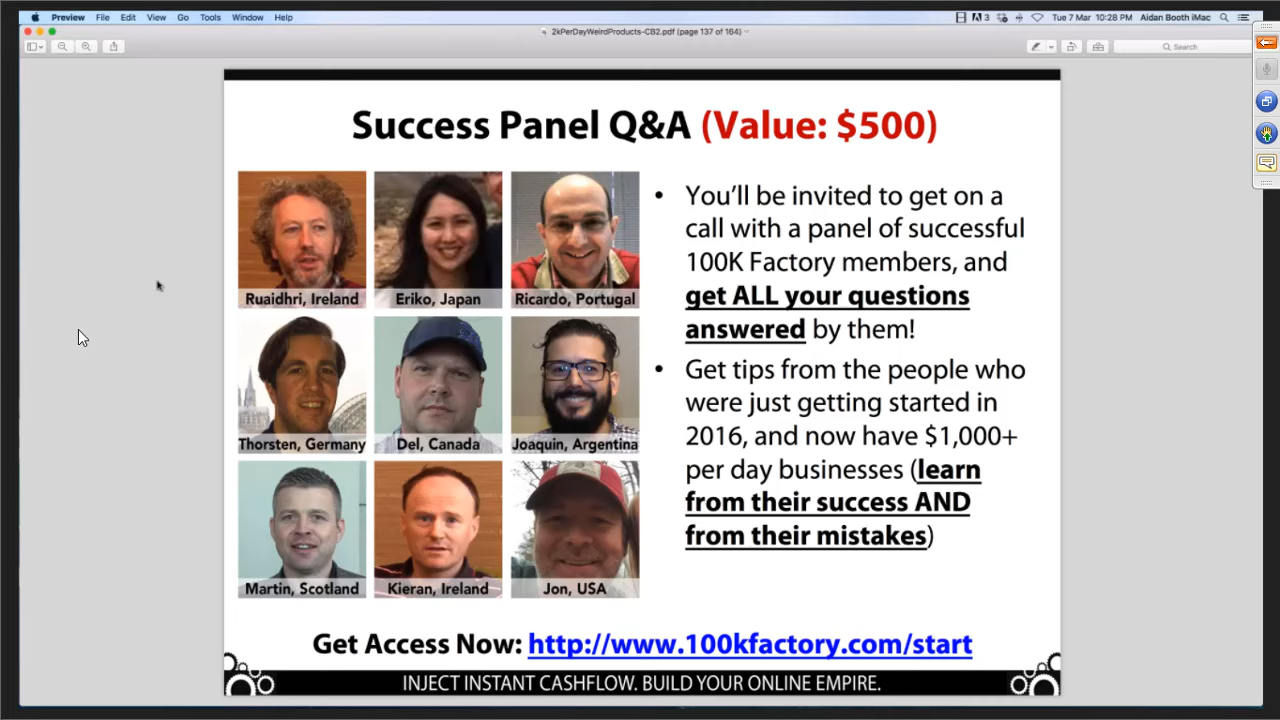 Preview File Edit View Go Tools Window Help
3 Tue 7 Mar 10:28 PM Aidan Booth iMac
2kPerDayWeirdProducts-CB2.pdf (page 137 of 164)
Search
Success Panel Q&A (Value: $500)
Ruaidhri, Ireland
Eriko, Japan
Ricardo, Portugal
Thorsten, Germany
Del, Canada
Joaquin, Argentina
Martin, Scotland
Kieran, Ireland
Jon, USA
• You’ll be invited to get on a
call with a panel of successful
100K Factory members, and
get ALL your questions
answered by them!
• Get tips from the people who
were just getting started in
2016, and now have $1,000+
per day businesses (learn
from their success AND
from their mistakes)
Get Access Now: http://www.100kfactory.com/start
INJECT INSTANT CASHFLOW. BUILD YOUR ONLINE EMPIRE.